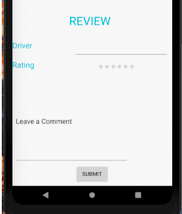 REVIEW
Driver
Rating
Leave a Comment
SUBMIT